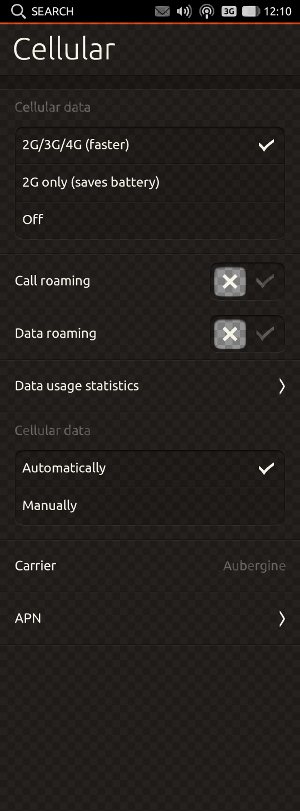 SEARCH 3G 12:10
Cellular
Cellular data
2G/3G/4G (faster)
2G only (saves battery)
Off
Call roaming
Data roaming
Data usage statistics
Cellular data
Automatically
Manually
Carrier Aubergine
APN